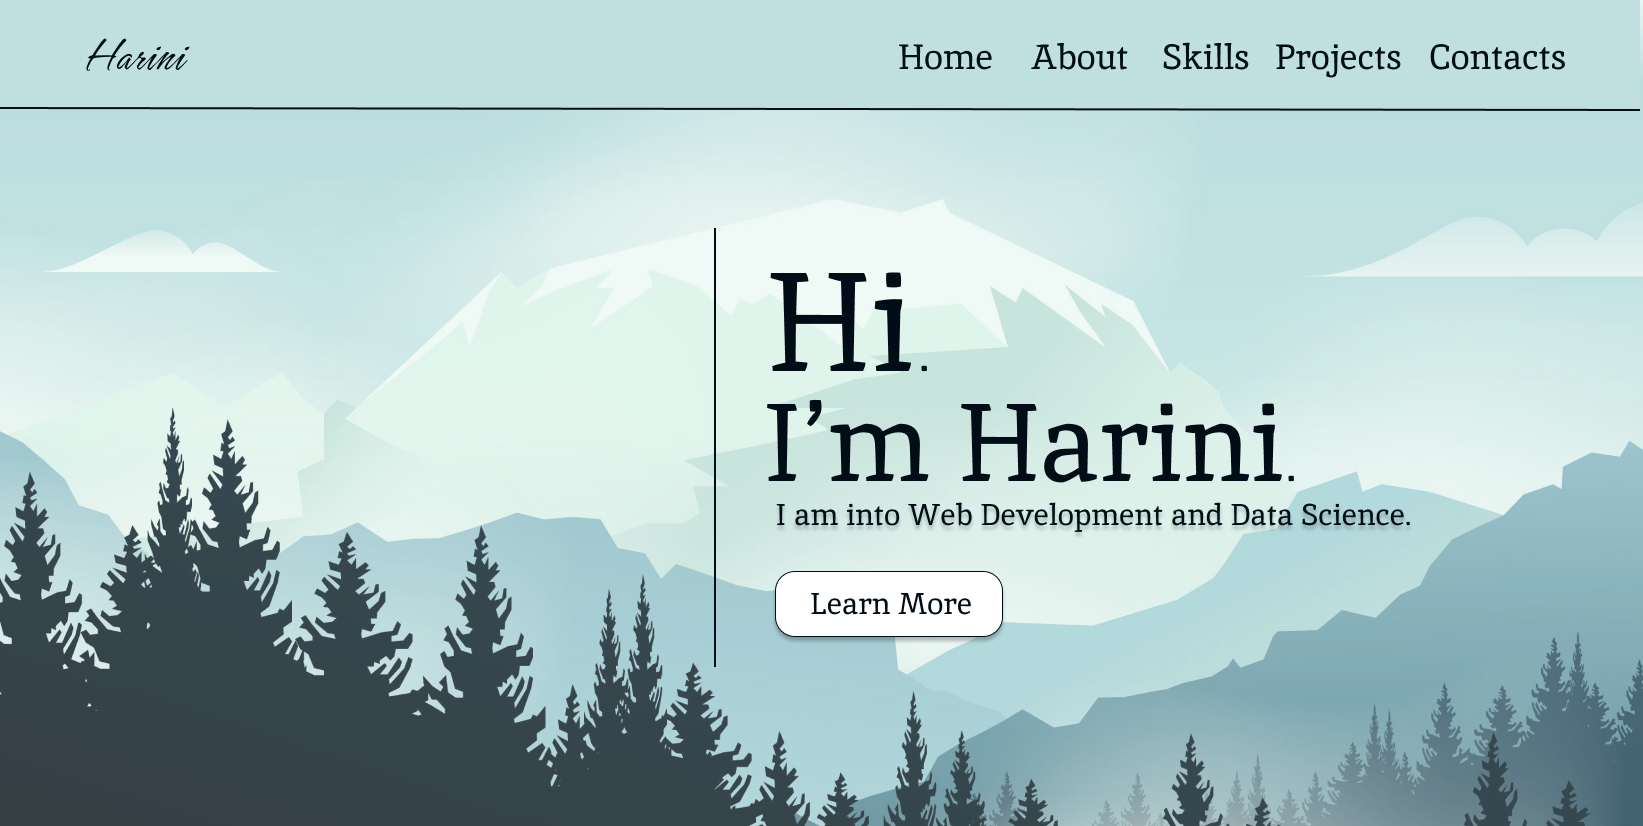 Harini
Home About Skills Projects Contacts
Hi.
I’m Harini.
I am into Web Development and Data Science.
Learn More